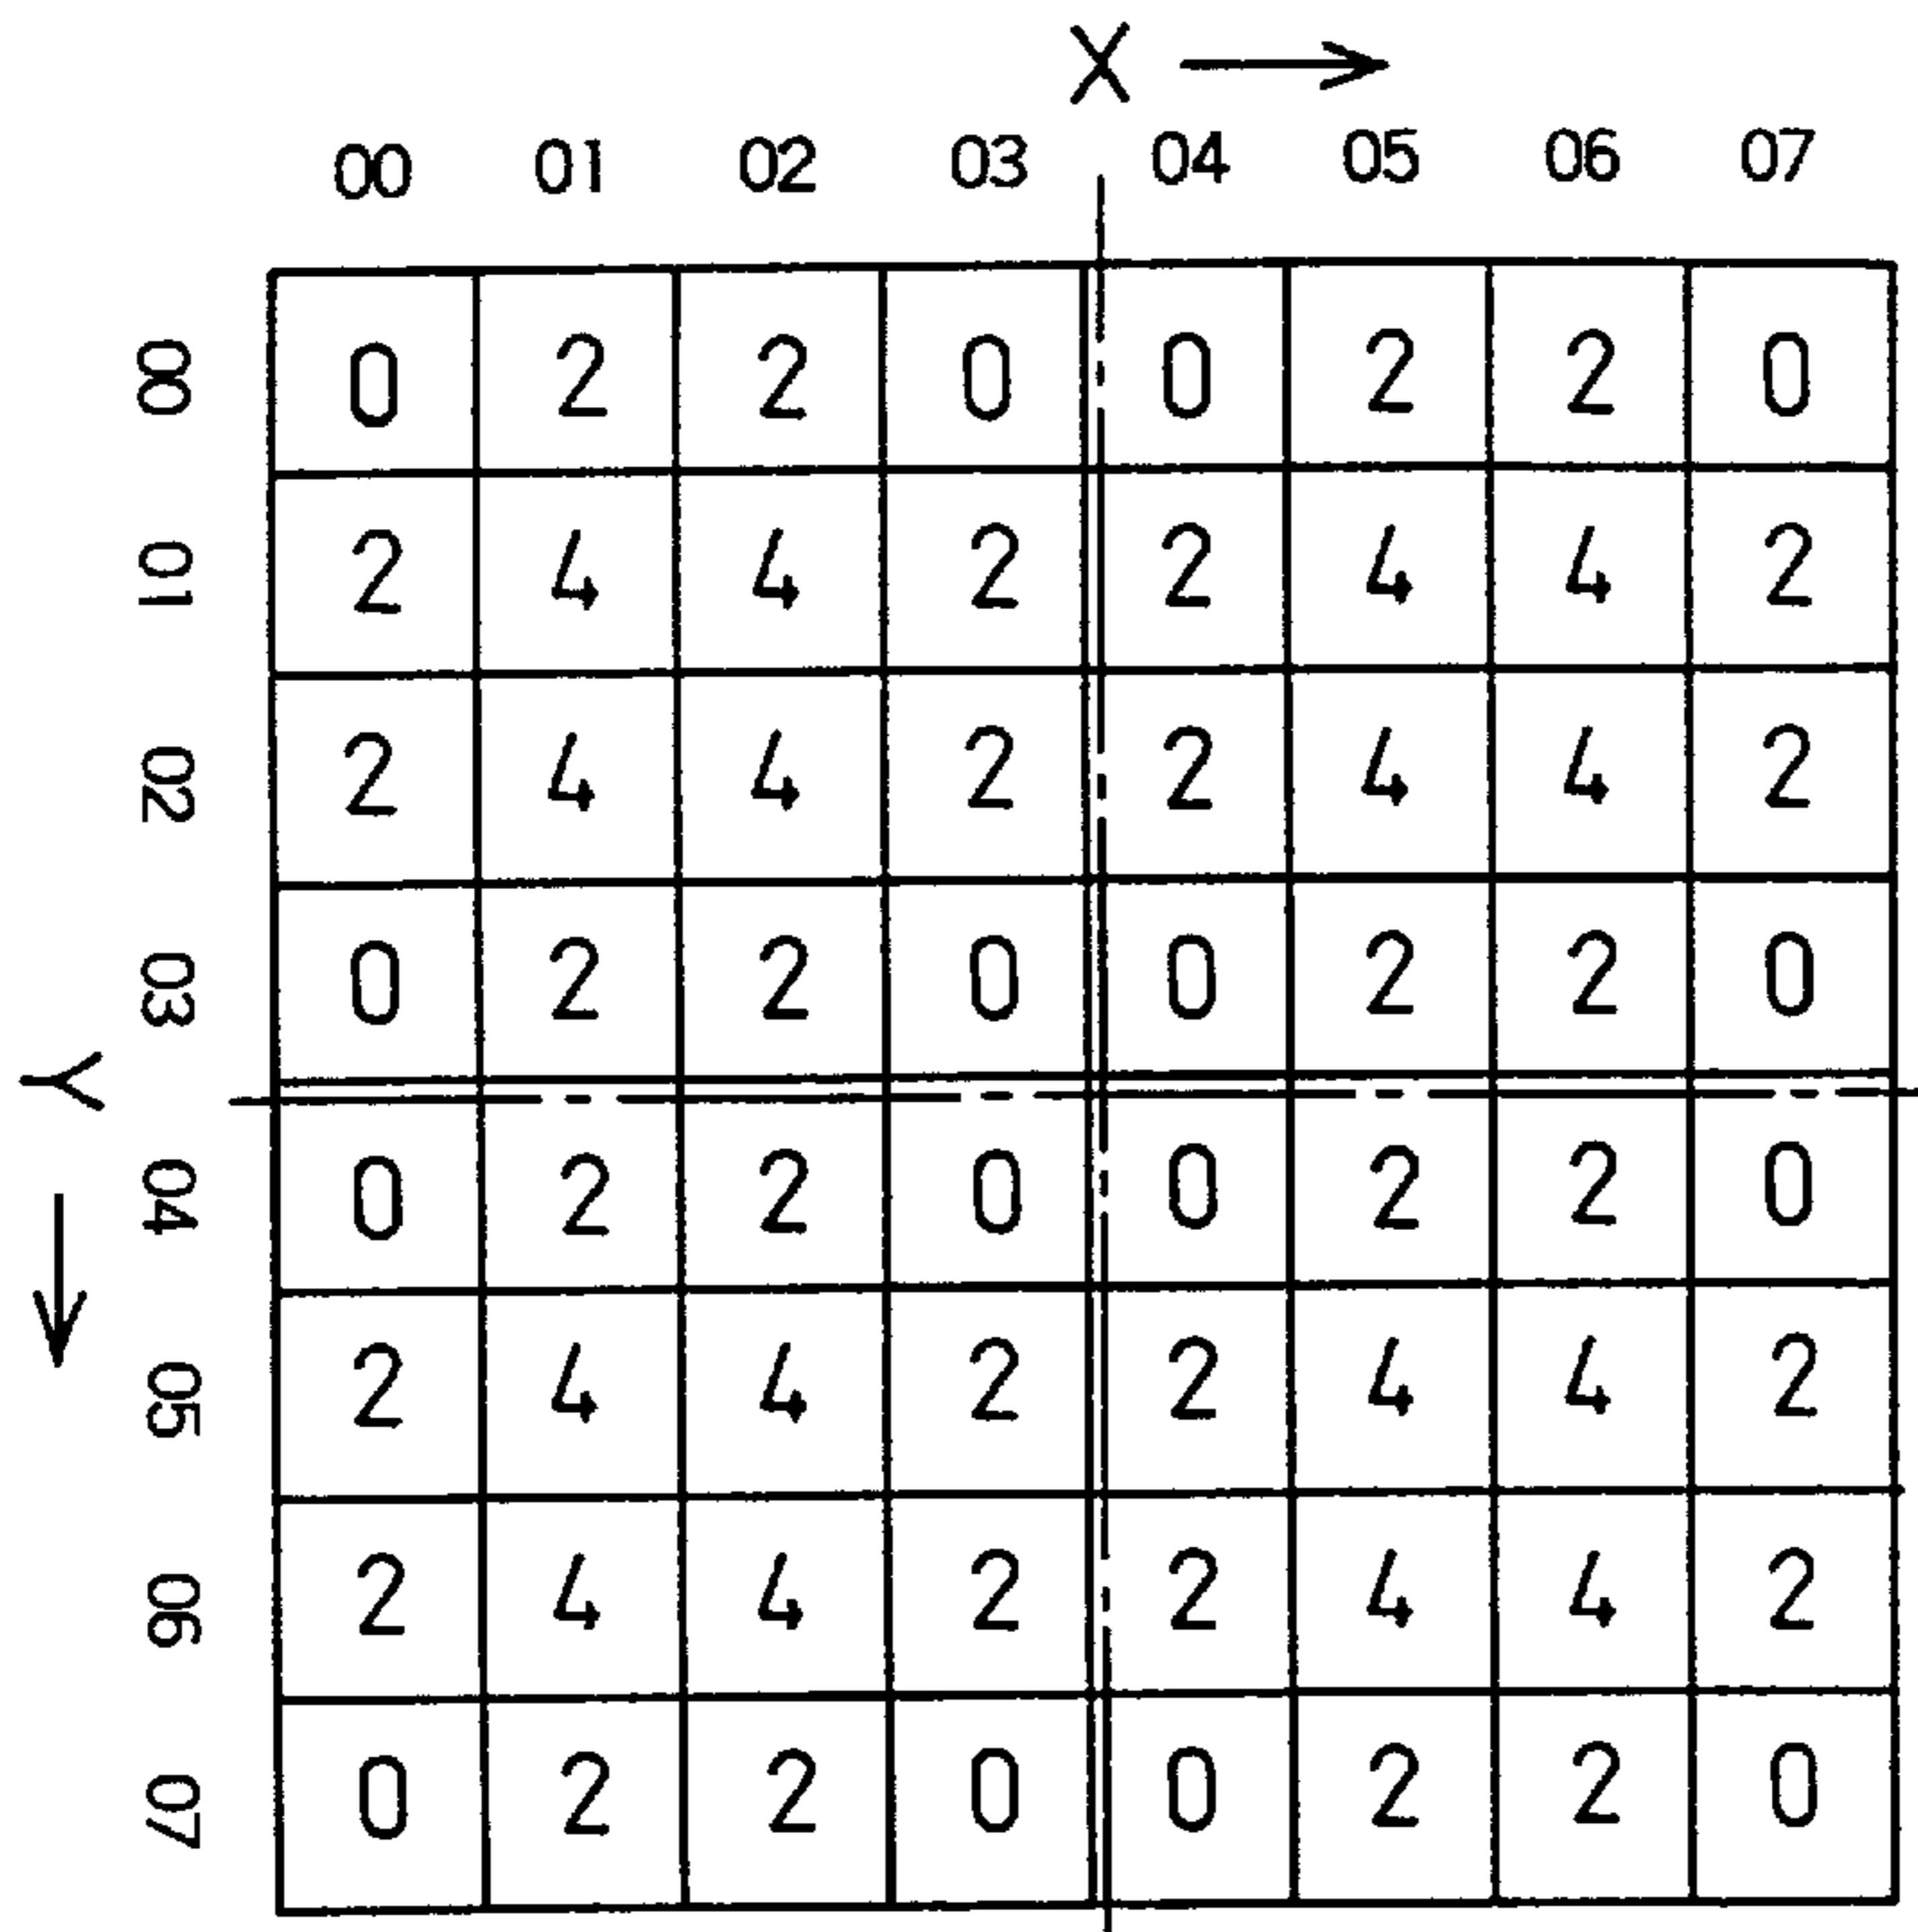 X
00 01 02 03 04 05 06 07
00 0 2 2 0 0 2 2 0
01 2 4 4 2 2 4 4 2
02 2 4 4 2 2 4 4 2
03 0 2 2 0 0 2 2 0
Y
04 0 2 2 0 0 2 2 0
05 2 4 4 2 2 4 4 2
06 2 4 4 2 2 4 4 2
07 0 2 2 0 0 2 2 0